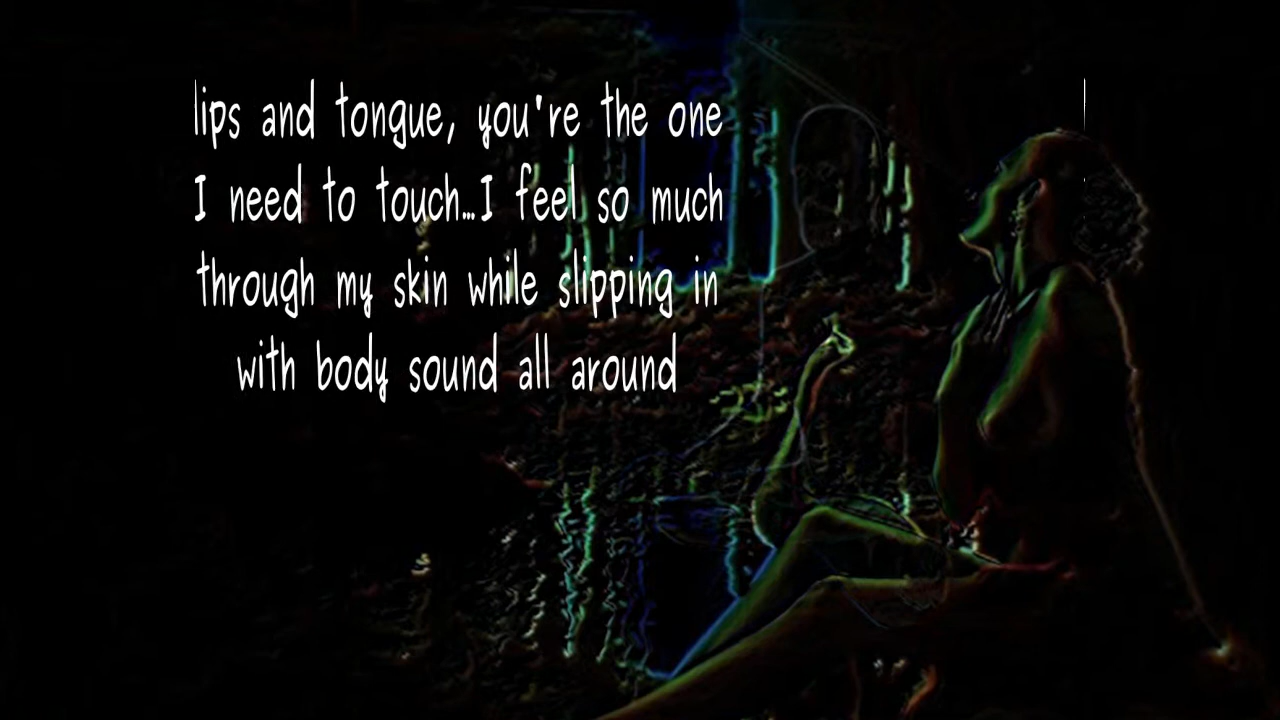 lips and tongue, you're the one
I need to touch...I feel so much
through my skin while slipping in
with body sound all around